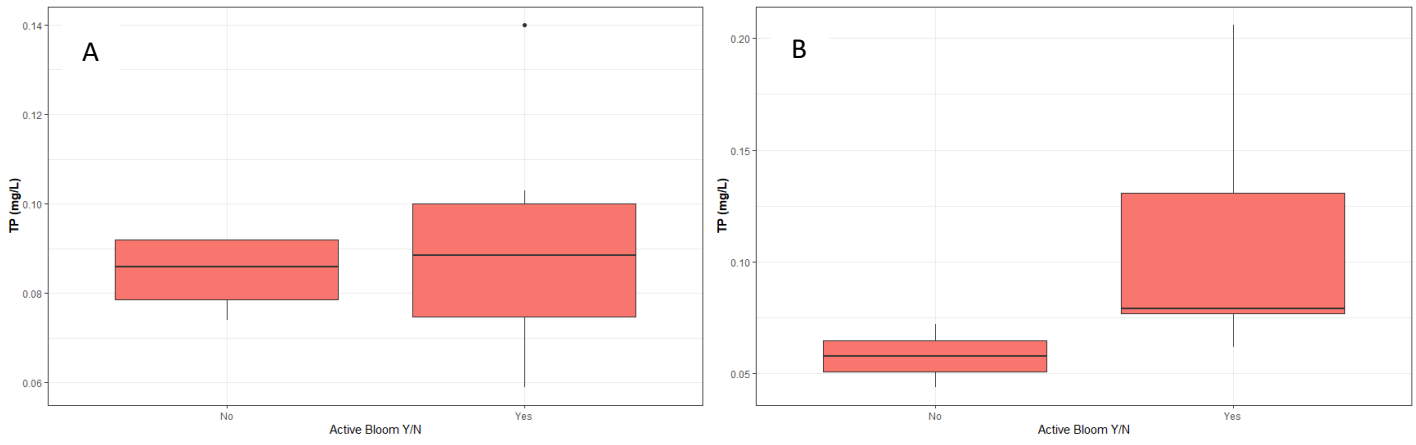 A
TP (mg/L)
0.14
0.12
0.10
0.08
0.06
No
Yes
Active Bloom Y/N
B
TP (mg/L)
0.20
0.15
0.10
0.05
No
Yes
Active Bloom Y/N